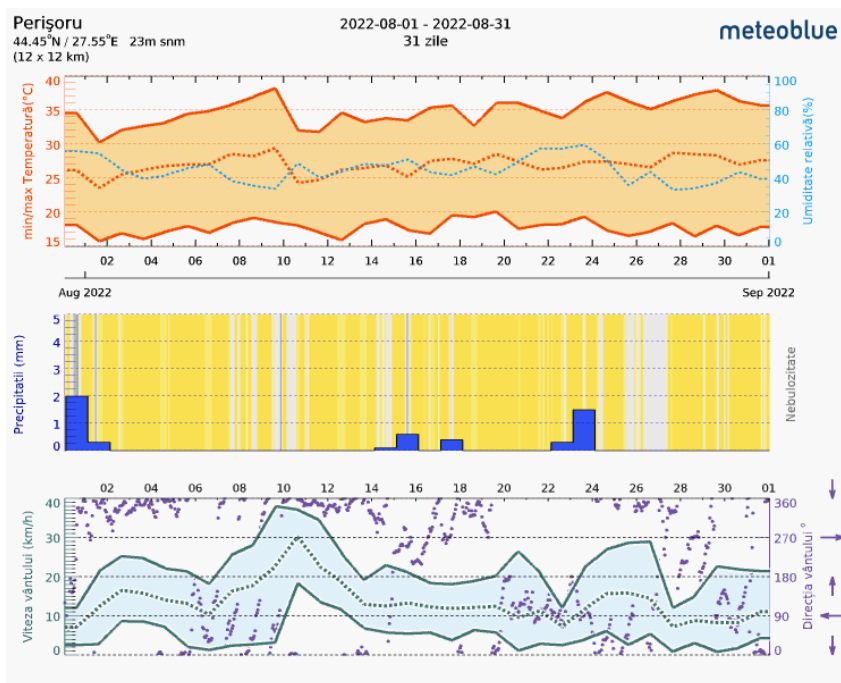 Perișoru
44.45°N / 27.55°E 23m snm
(12 x 12 km)
2022-08-01 - 2022-08-31
31 zile
meteoblue
min/max Temperatură(°C)
40
35
30
25
20
15
100
80
60
40
20
0
Umiditate relativă(%)
02 04 06 08 10 12 14 16 18 20 22 24 26 28 30 01
Aug 2022
Sep 2022
Precipitatii (mm)
5
4
3
2
1
0
Nebulozitate
02 04 06 08 10 12 14 16 18 20 22 24 26 28 30 01
Viteza vântului (km/h)
40
30
20
10
0
360
270
180
90
0
Direcția vântului °